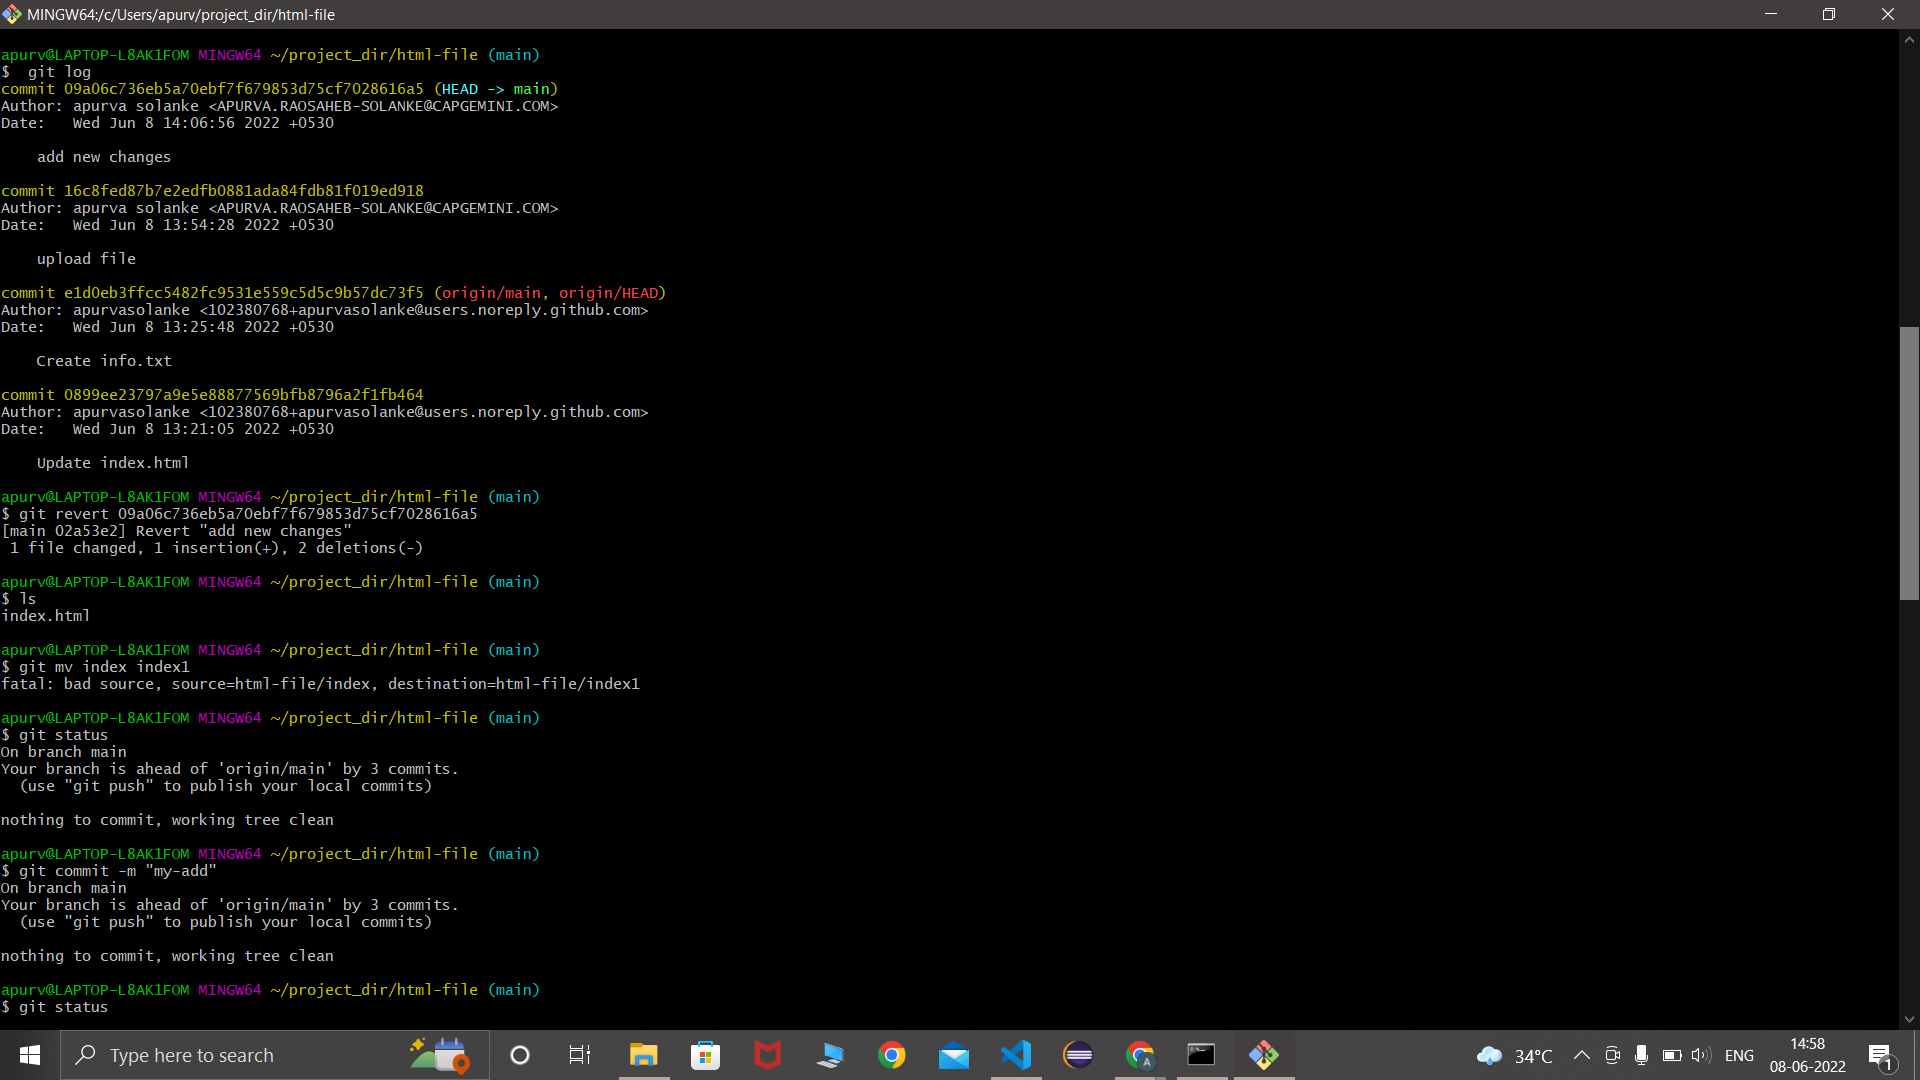 MINGW64:/c/Users/apurv/project_dir/html-file
apurv@LAPTOP-L8AK1FOM MINGW64 ~/project_dir/html-file (main)
$  git log
commit 09a06c736eb5a70ebf7f679853d75cf7028616a5 (HEAD -> main)
Author: apurva solanke <APURVA.RAOSAHEB-SOLANKE@CAPGEMINI.COM>
Date:   Wed Jun 8 14:06:56 2022 +0530
add new changes
commit 16c8fed87b7e2edfb0881ada84fdb81f019ed918
Author: apurva solanke <APURVA.RAOSAHEB-SOLANKE@CAPGEMINI.COM>
Date:   Wed Jun 8 13:54:28 2022 +0530
upload file
commit e1d0eb3ffcc5482fc9531e559c5d5c9b57dc73f5 (origin/main, origin/HEAD)
Author: apurvasolanke <102380768+apurvasolanke@users.noreply.github.com>
Date:   Wed Jun 8 13:25:48 2022 +0530
Create info.txt
commit 0899ee23797a9e5e88877569bfb8796a2f1fb464
Author: apurvasolanke <102380768+apurvasolanke@users.noreply.github.com>
Date:   Wed Jun 8 13:21:05 2022 +0530
Update index.html
apurv@LAPTOP-L8AK1FOM MINGW64 ~/project_dir/html-file (main)
$ git revert 09a06c736eb5a70ebf7f679853d75cf7028616a5
[main 02a53e2] Revert "add new changes"
1 file changed, 1 insertion(+), 2 deletions(-)
apurv@LAPTOP-L8AK1FOM MINGW64 ~/project_dir/html-file (main)
$ ls
index.html
apurv@LAPTOP-L8AK1FOM MINGW64 ~/project_dir/html-file (main)
$ git mv index index1
fatal: bad source, source=html-file/index, destination=html-file/index1
apurv@LAPTOP-L8AK1FOM MINGW64 ~/project_dir/html-file (main)
$ git status
On branch main
Your branch is ahead of 'origin/main' by 3 commits.
(use "git push" to publish your local commits)
nothing to commit, working tree clean
apurv@LAPTOP-L8AK1FOM MINGW64 ~/project_dir/html-file (main)
$ git commit -m "my-add"
On branch main
Your branch is ahead of 'origin/main' by 3 commits.
(use "git push" to publish your local commits)
nothing to commit, working tree clean
apurv@LAPTOP-L8AK1FOM MINGW64 ~/project_dir/html-file (main)
$ git status
Type here to search
A
34°C
ENG
14:58
08-06-2022
1